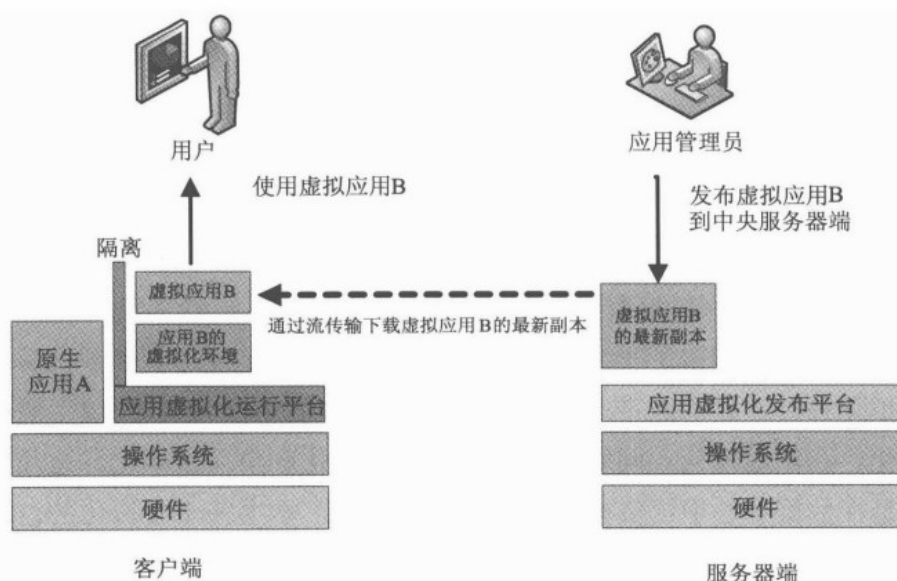 用户
应用管理员
使用虚拟应用B
发布虚拟应用B
到中央服务器端
隔离
虚拟应用B
通过流传输下载虚拟应用B的最新副本
虚拟应用B
的最新副本
应用B的
虚拟化环境
原生
应用A
应用虚拟化运行平台
应用虚拟化发布平台
操作系统
操作系统
硬件
硬件
客户端
服务器端